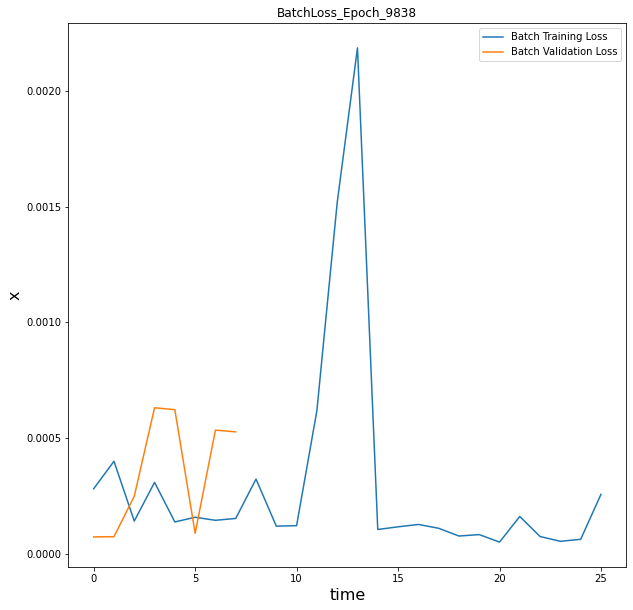 BatchLoss_Epoch_9838
Batch Training Loss
Batch Validation Loss
0.0020
0.0015
x
0.0010
0.0005
0.0000
0 5 10 15 20 25
time